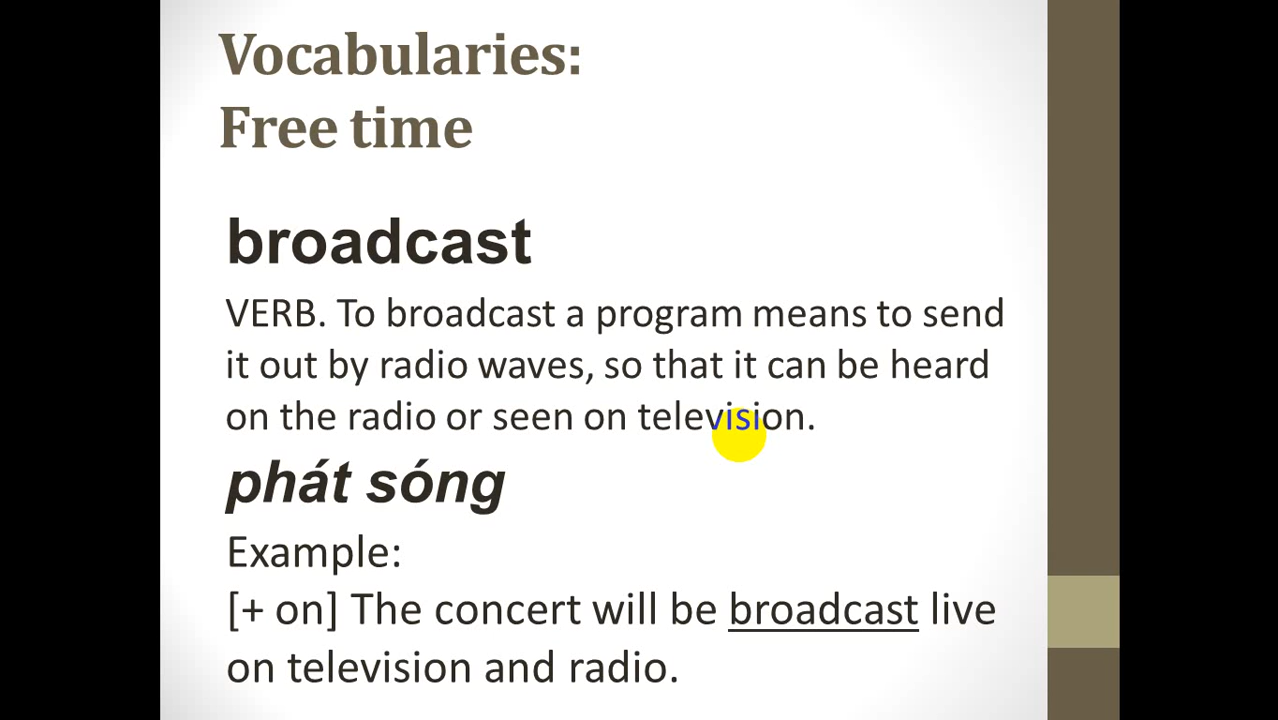 Vocabularies:
Free time
broadcast
VERB. To broadcast a program means to send
it out by radio waves, so that it can be heard
on the radio or seen on television.
phát sóng
Example:
[+ on] The concert will be broadcast live
on television and radio.